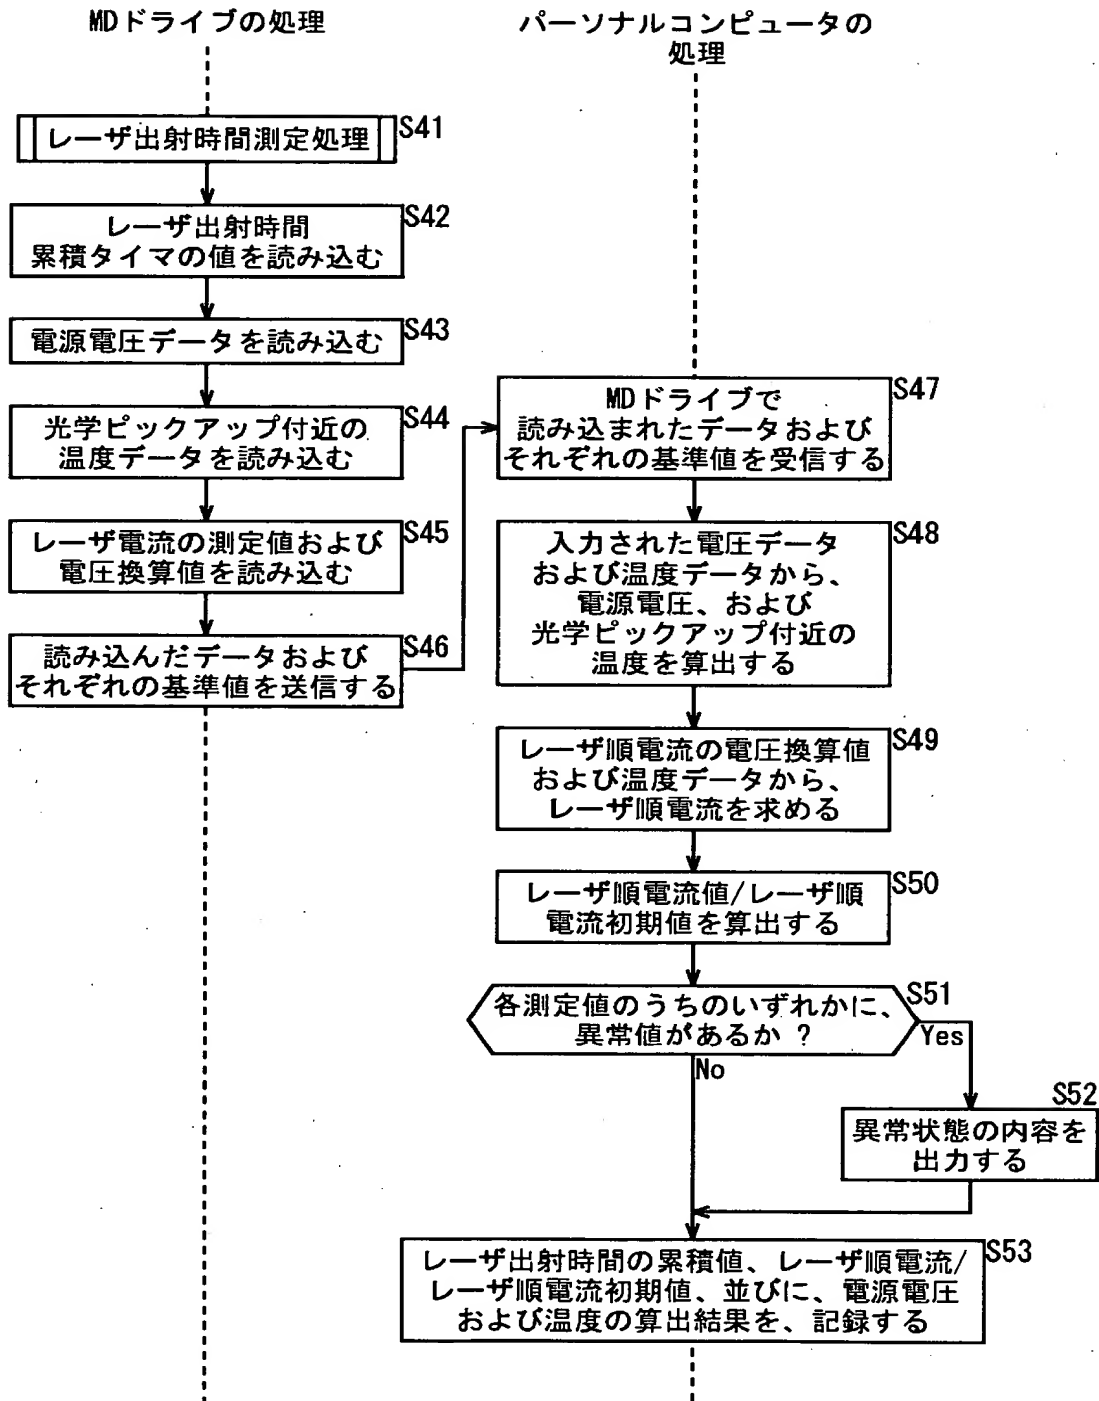 MDドライブの処理
レーザ出射時間測定処理
S41
レーザ出射時間
累積タイマの値を読み込む
S42
電源電圧データを読み込む
S43
光学ピックアップ付近の
温度データを読み込む
S44
レーザ電流の測定値および
電圧換算値を読み込む
S45
読み込んだデータおよび
それぞれの基準値を送信する
S46
パーソナルコンピュータの
処理
MDドライブで
読み込まれたデータおよび
それぞれの基準値を受信する
S47
入力された電圧データ
および温度データから、
電源電圧、および
光学ピックアップ付近の
温度を算出する
S48
レーザ順電流の電圧換算値
および温度データから、
レーザ順電流を求める
S49
レーザ順電流値/レーザ順
電流初期値を算出する
S50
各測定値のうちのいずれかに、
異常値があるか ?
S51
Yes
No
S52
異常状態の内容を
出力する
レーザ出射時間の累積値、レーザ順電流/
レーザ順電流初期値、並びに、電源電圧
および温度の算出結果を、記録する
S53